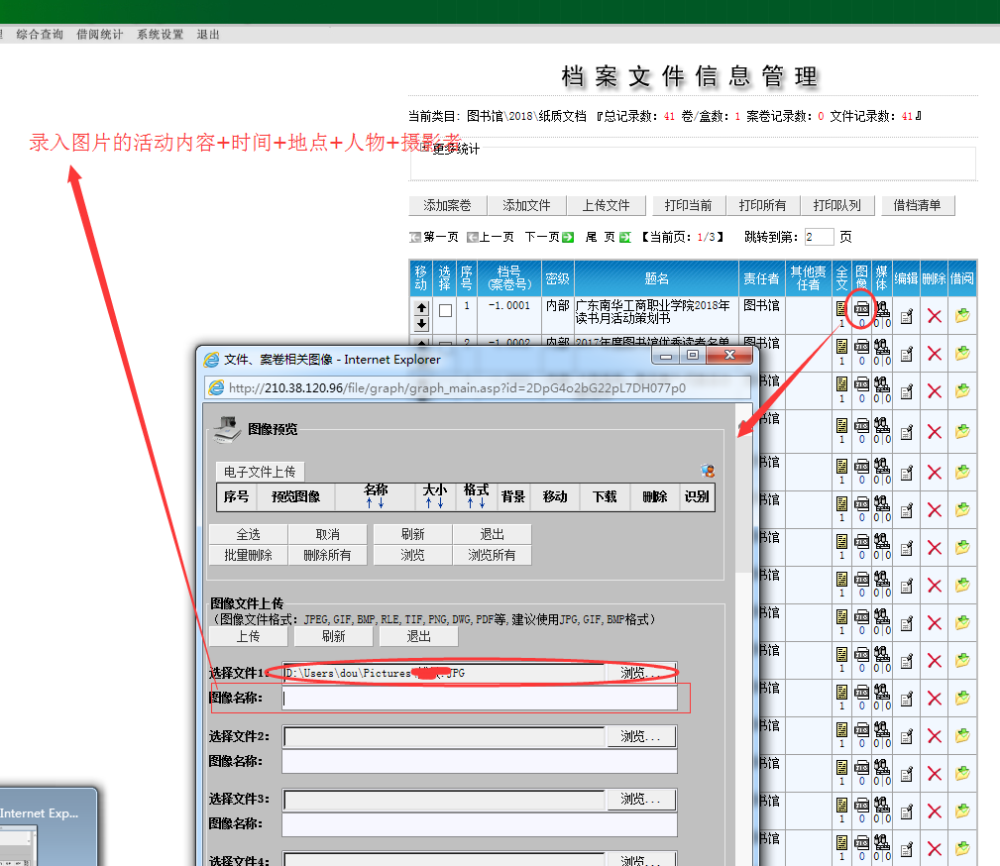 综合查询 借阅统计 系统设置 退出
档案文件信息管理
当前类目: 图书馆\2018\纸质文档 『总记录数: 41 卷/盒数: 1 案卷记录数: 0 文件记录数: 41』
录入图片的活动内容+时间+地点+人物+摄影者
更多统计
添加案卷 添加文件 上传文件 打印当前 打印所有 打印队列 借档清单
第一页 上一页 下一页 尾 页 【当前页: 1/3】 跳转到第: 2 页
移动 选择 序号 档号(案卷号) 密级 题名 责任者 其他责任者 全文 图像 媒体 编辑 删除 借阅
1 -1.0001 内部 广东南华工商职业学院2018年读书月活动策划书 图书馆 1 0 0|0
2 -1.0002 内部 2017年度图书馆优秀读者名单 图书馆 1 0 0|0
文件、案卷相关图像 - Internet Explorer
http://210.38.120.96/file/graph/graph_main.asp?id=2DpG4o2bG22pL7DH077p0
书馆 1 0 0|0
图像预览
书馆 1 0 0|0
电子文件上传
书馆 1 0 0|0
序号 预览图像 名称 大小 格式 背景 移动 下载 删除 识别
书馆 1 0 0|0
全选 取消 刷新 退出
书馆 1 0 0|0
批量删除 删除所有 浏览 浏览所有
书馆 1 0 0|0
图像文件上传
(图像文件格式: JPEG,GIF,BMP,RLE,TIF,PNG,DWG,PDF等,建议使用JPG,GIF,BMP格式)
书馆 1 0 0|0
上传 刷新 退出
书馆 1 0 0|0
选择文件1: D:\Users\dou\Pictures .JPG 浏览...
图像名称:
书馆 1 0 0|0
选择文件2: 浏览...
书馆 1 0 0|0
图像名称:
书馆 1 0 0|0
选择文件3: 浏览...
书馆 1 0 0|0
Internet Exp...
图像名称:
书馆 1 0 0|0
选择文件4: 浏览...